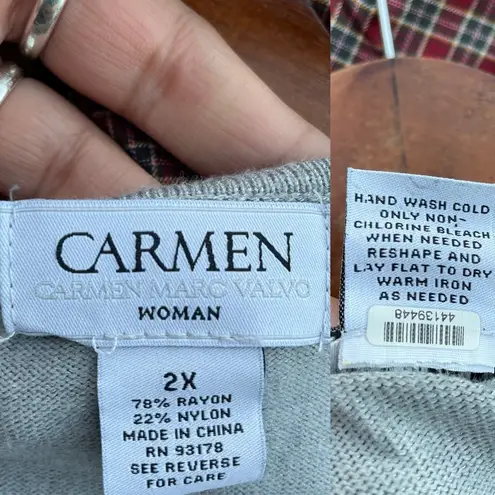 CARMEN
CARMEN MARC VALVO
WOMAN
2X
78% RAYON
22% NYLON
MADE IN CHINA
RN 93178
SEE REVERSE
FOR CARE
HAND WASH COLD
ONLY NON-
CHLORINE BLEACH
WHEN NEEDED
RESHAPE AND
LAY FLAT TO DRY
WARM IRON
AS NEEDED
44139448